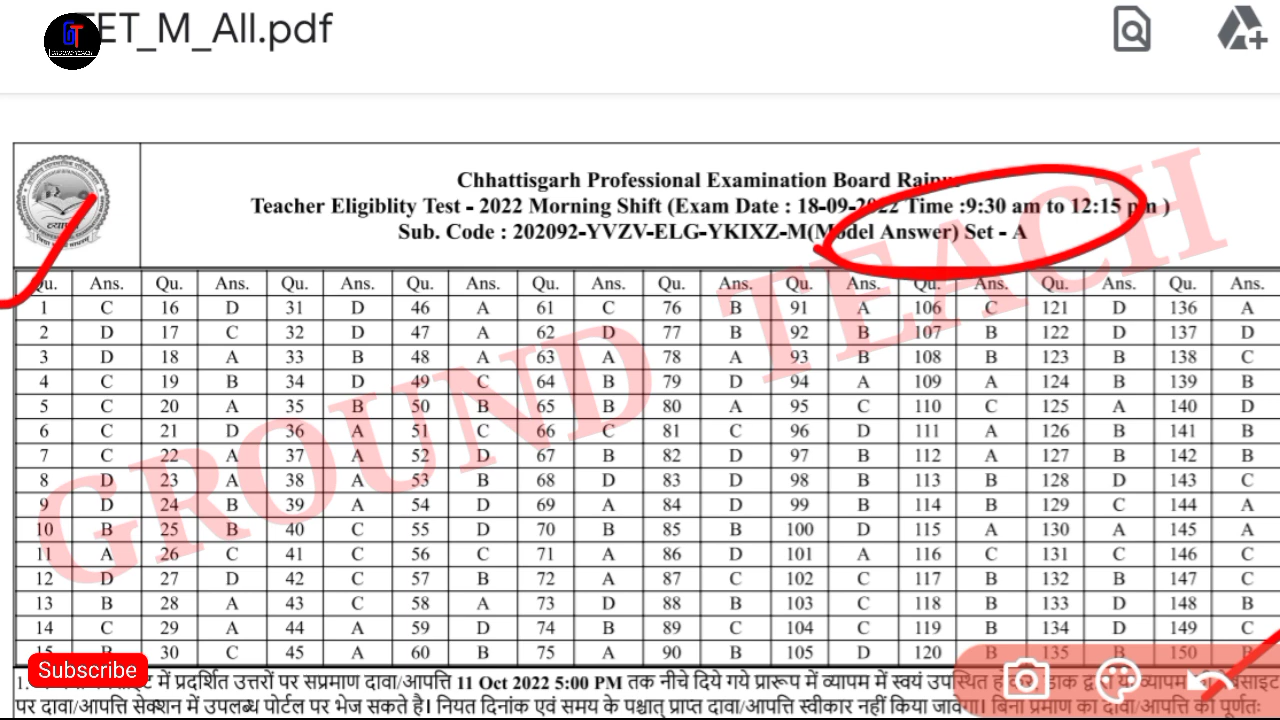 TET_M_All.pdf
GT
Chhattisgarh Professional Examination Board Raipur
Teacher Eligiblity Test - 2022 Morning Shift (Exam Date : 18-09-2022 Time :9:30 am to 12:15 pm )
Sub. Code : 202092-YVZV-ELG-YKIXZ-M(Model Answer) Set - A
व्यापम
GROUND TEACH
Qu. Ans. Qu. Ans. Qu. Ans. Qu. Ans. Qu. Ans. Qu. Ans. Qu. Ans. Qu. Ans. Qu. Ans. Qu. Ans.
1 C 16 D 31 D 46 A 61 C 76 B 91 A 106 C 121 D 136 A
2 D 17 C 32 D 47 A 62 D 77 B 92 B 107 B 122 D 137 D
3 D 18 A 33 B 48 A 63 A 78 A 93 B 108 B 123 B 138 C
4 C 19 B 34 D 49 C 64 B 79 D 94 A 109 A 124 B 139 B
5 C 20 A 35 B 50 B 65 B 80 A 95 C 110 C 125 A 140 D
6 C 21 D 36 A 51 C 66 C 81 C 96 D 111 A 126 B 141 B
7 C 22 A 37 A 52 D 67 B 82 D 97 B 112 A 127 B 142 B
8 D 23 A 38 A 53 B 68 D 83 D 98 B 113 B 128 D 143 C
9 D 24 B 39 A 54 D 69 A 84 D 99 B 114 B 129 C 144 A
10 B 25 B 40 C 55 D 70 B 85 B 100 D 115 A 130 A 145 A
11 A 26 C 41 C 56 C 71 A 86 D 101 A 116 C 131 C 146 C
12 D 27 D 42 C 57 B 72 A 87 C 102 C 117 B 132 B 147 C
13 B 28 A 43 C 58 A 73 D 88 B 103 C 118 B 133 D 148 B
14 C 29 A 44 A 59 D 74 B 89 C 104 C 119 B 134 D 149 C
15 B 30 C 45 A 60 B 75 A 90 B 105 D 120 B 135 B 150 B
Subscribe
1. में प्रदर्शित उत्तरों पर सप्रमाण दावा/आपत्ति 11 Oct 2022 5:00 PM तक नीचे दिये गये प्रारूप में व्यापम में स्वयं उपस्थित
पर दावा/आपत्ति सेक्शन में उपलब्ध पोर्टल पर भेज सकते है। नियत दिनांक एवं समय के पश्चात् प्राप्त दावा/आपत्ति स्वीकार नहीं किया जावेगा। बिना प्रमाण का दावा/आपत्ति को पूर्णतः